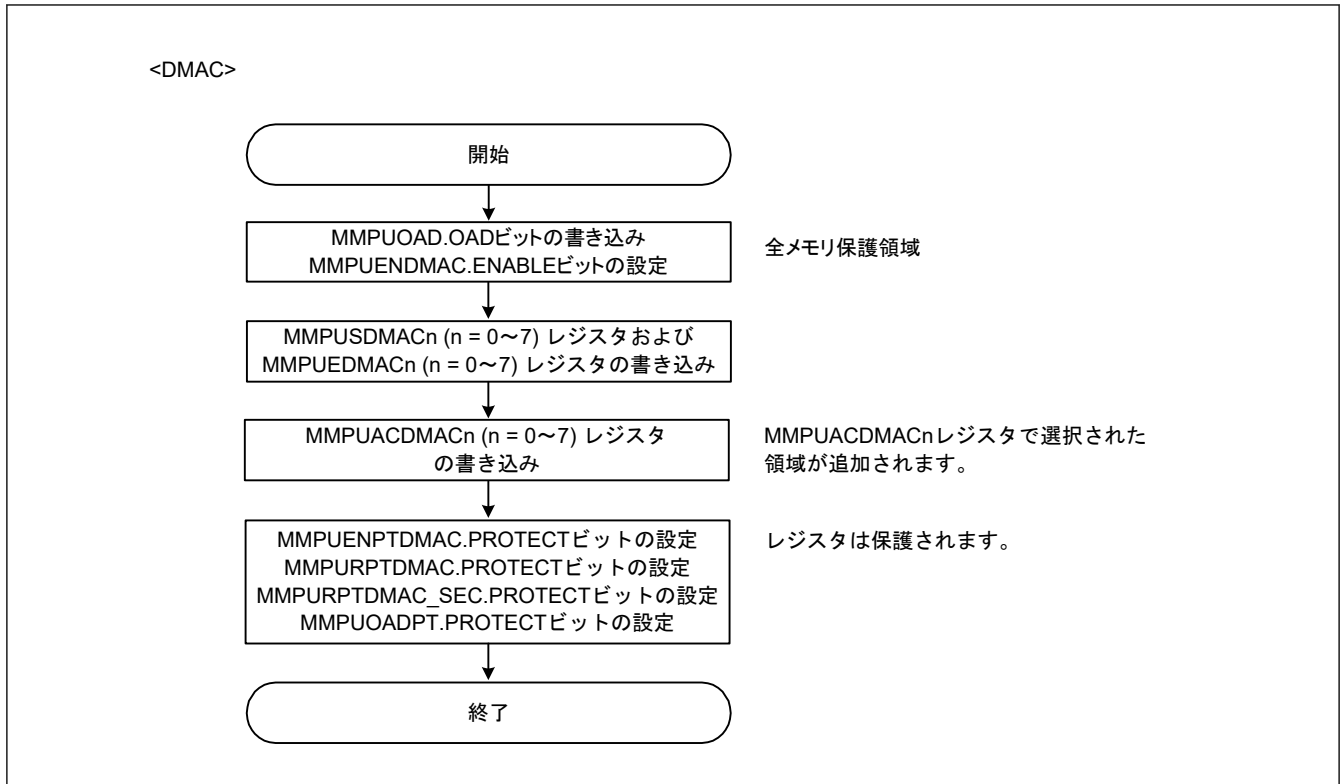 <DMAC>
開始
MMPUOAD.OADビットの書き込み
MMPUENDMAC.ENABLEビットの設定
全メモリ保護領域
MMPUSDMACn (n = 0～7) レジスタおよび
MMPUEDMACn (n = 0～7) レジスタの書き込み
MMPUACDMACn (n = 0～7) レジスタ
の書き込み
MMPUACDMACnレジスタで選択された
領域が追加されます。
MMPUENPTDMAC.PROTECTビットの設定
MMPURPTDMAC.PROTECTビットの設定
MMPURPTDMAC_SEC.PROTECTビットの設定
MMPUOADPT.PROTECTビットの設定
レジスタは保護されます。
終了